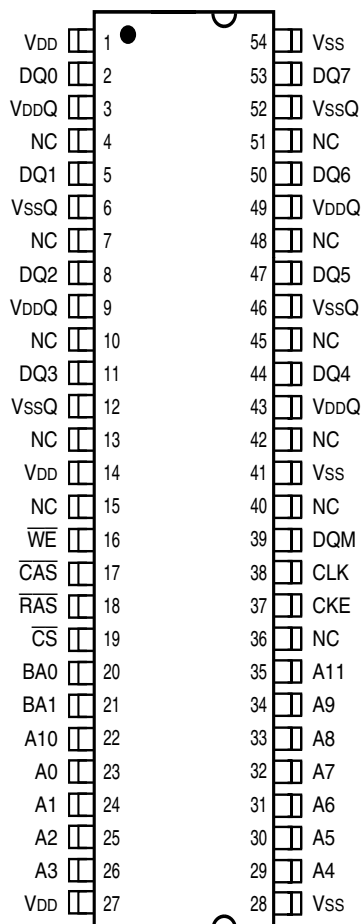 VDD 1 54 VSS
DQ0 2 53 DQ7
VDDQ 3 52 VSSQ
NC 4 51 NC
DQ1 5 50 DQ6
VSSQ 6 49 VDDQ
NC 7 48 NC
DQ2 8 47 DQ5
VDDQ 9 46 VSSQ
NC 10 45 NC
DQ3 11 44 DQ4
VSSQ 12 43 VDDQ
NC 13 42 NC
VDD 14 41 VSS
NC 15 40 NC
W̅E̅ 16 39 DQM
C̅A̅S̅ 17 38 CLK
R̅A̅S̅ 18 37 CKE
C̅S̅ 19 36 NC
BA0 20 35 A11
BA1 21 34 A9
A10 22 33 A8
A0 23 32 A7
A1 24 31 A6
A2 25 30 A5
A3 26 29 A4
VDD 27 28 VSS